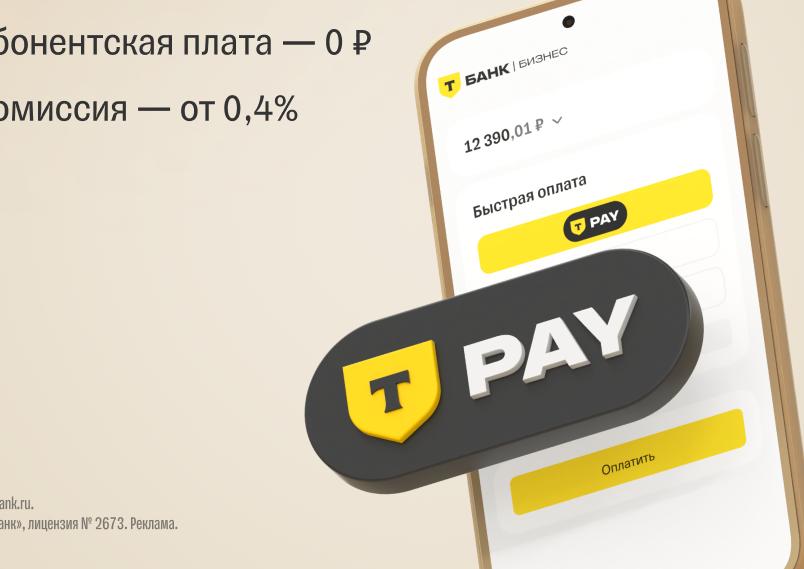 бонентская плата — 0 ₽
омиссия — от 0,4%
Т БАНК | БИЗНЕС
12 390,01 ₽
Быстрая оплата
Т PAY
Т PAY
Оплатить
ank.ru.
анк», лицензия № 2673. Реклама.